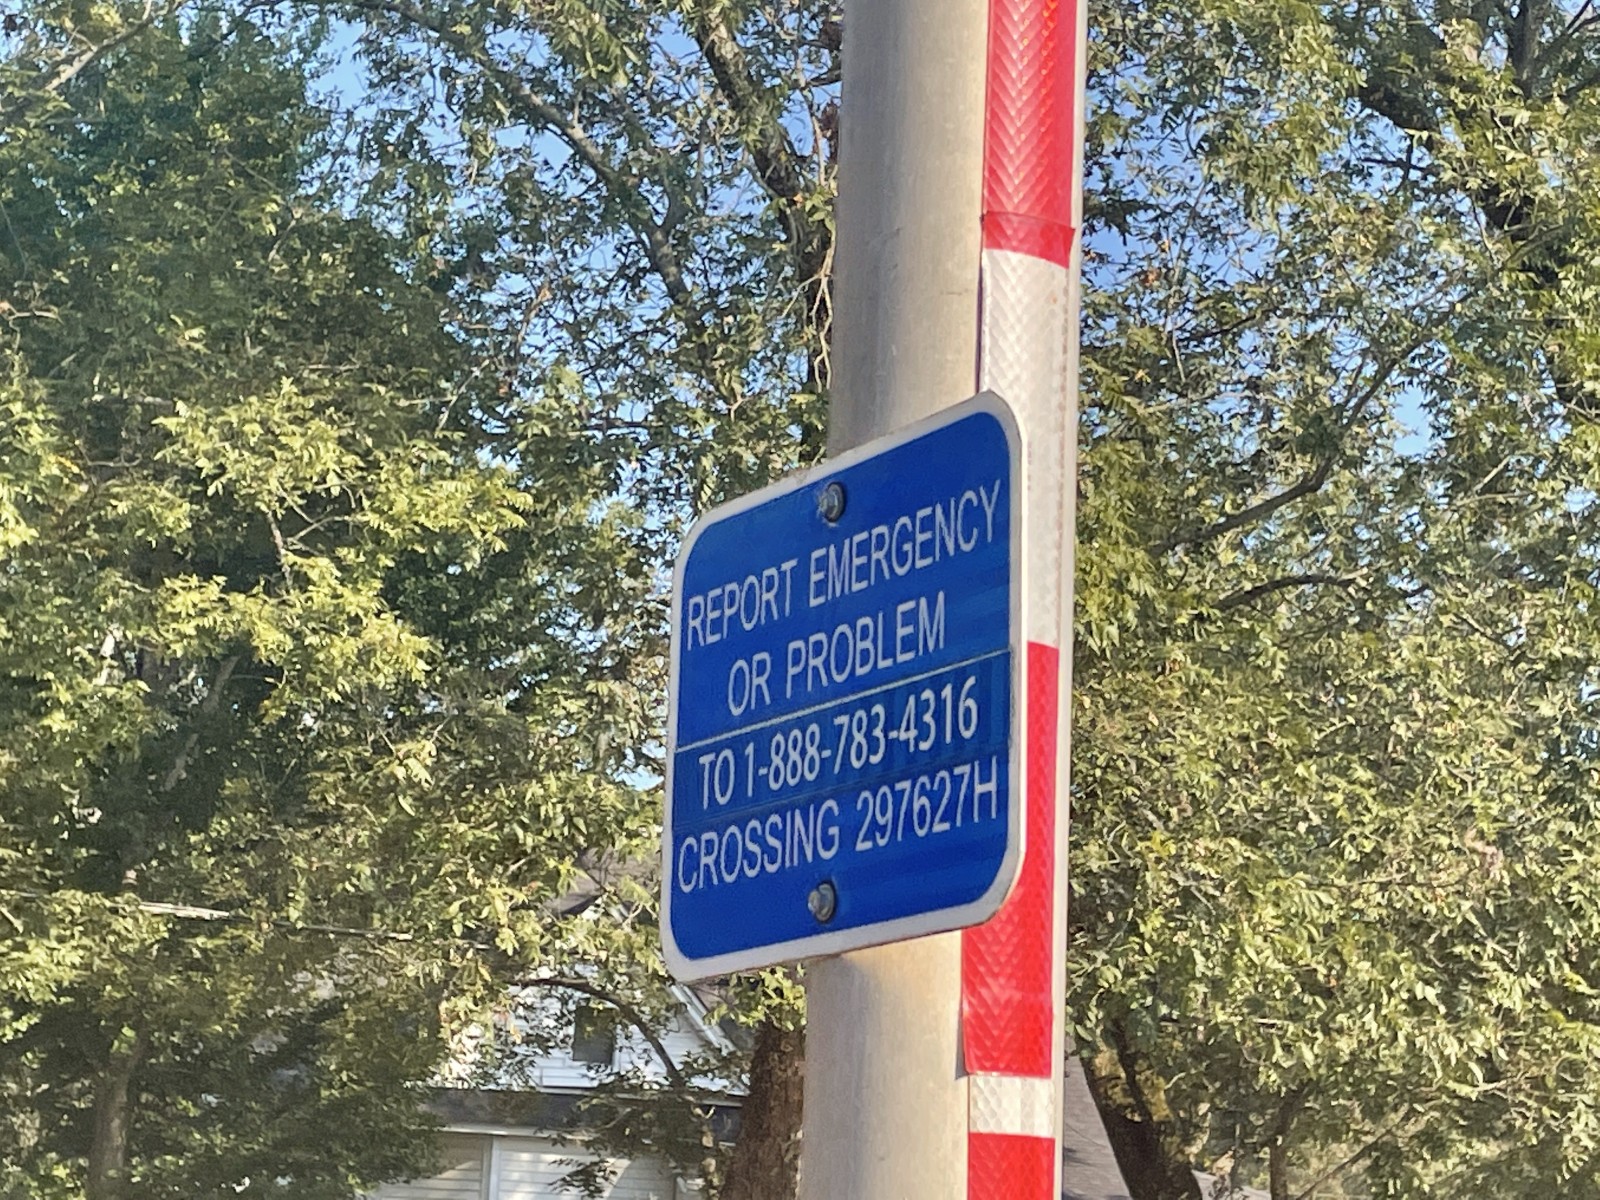 REPORT EMERGENCY
OR PROBLEM
TO 1-888-783-4316
CROSSING 297627H